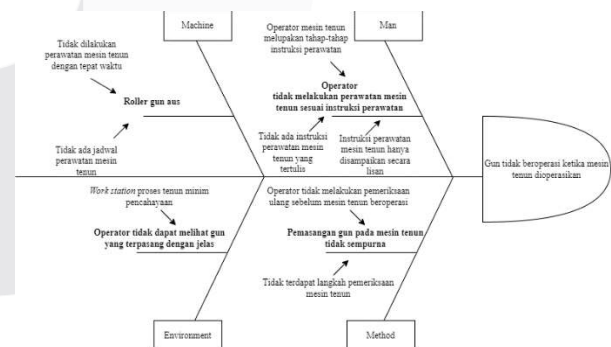 Machine
Man
Tidak dilakukan
perawatan mesin tenun
dengan tepat waktu
Roller gun aus
Tidak ada jadwal
perawatan mesin
tenun
Operator mesin tenun
melupakan tahap-tahap
instruksi perawatan
Operator
tidak melakukan perawatan mesin
tenun sesuai instruksi perawatan
Tidak ada instruksi
perawatan mesin
tenun yang
tertulis
Instruksi perawatan
mesin tenun hanya
disampaikan secara
lisan
Gun tidak beroperasi ketika mesin
tenun dioperasikan
Work station proses tenun minim
pencahayaan
Operator tidak dapat melihat gun
yang terpasang dengan jelas
Operator tidak melakukan pemeriksaan
ulang sebelum mesin tenun beroperasi
Pemasangan gun pada mesin tenun
tidak sempurna
Tidak terdapat langkah pemeriksaan
mesin tenun
Environment
Method